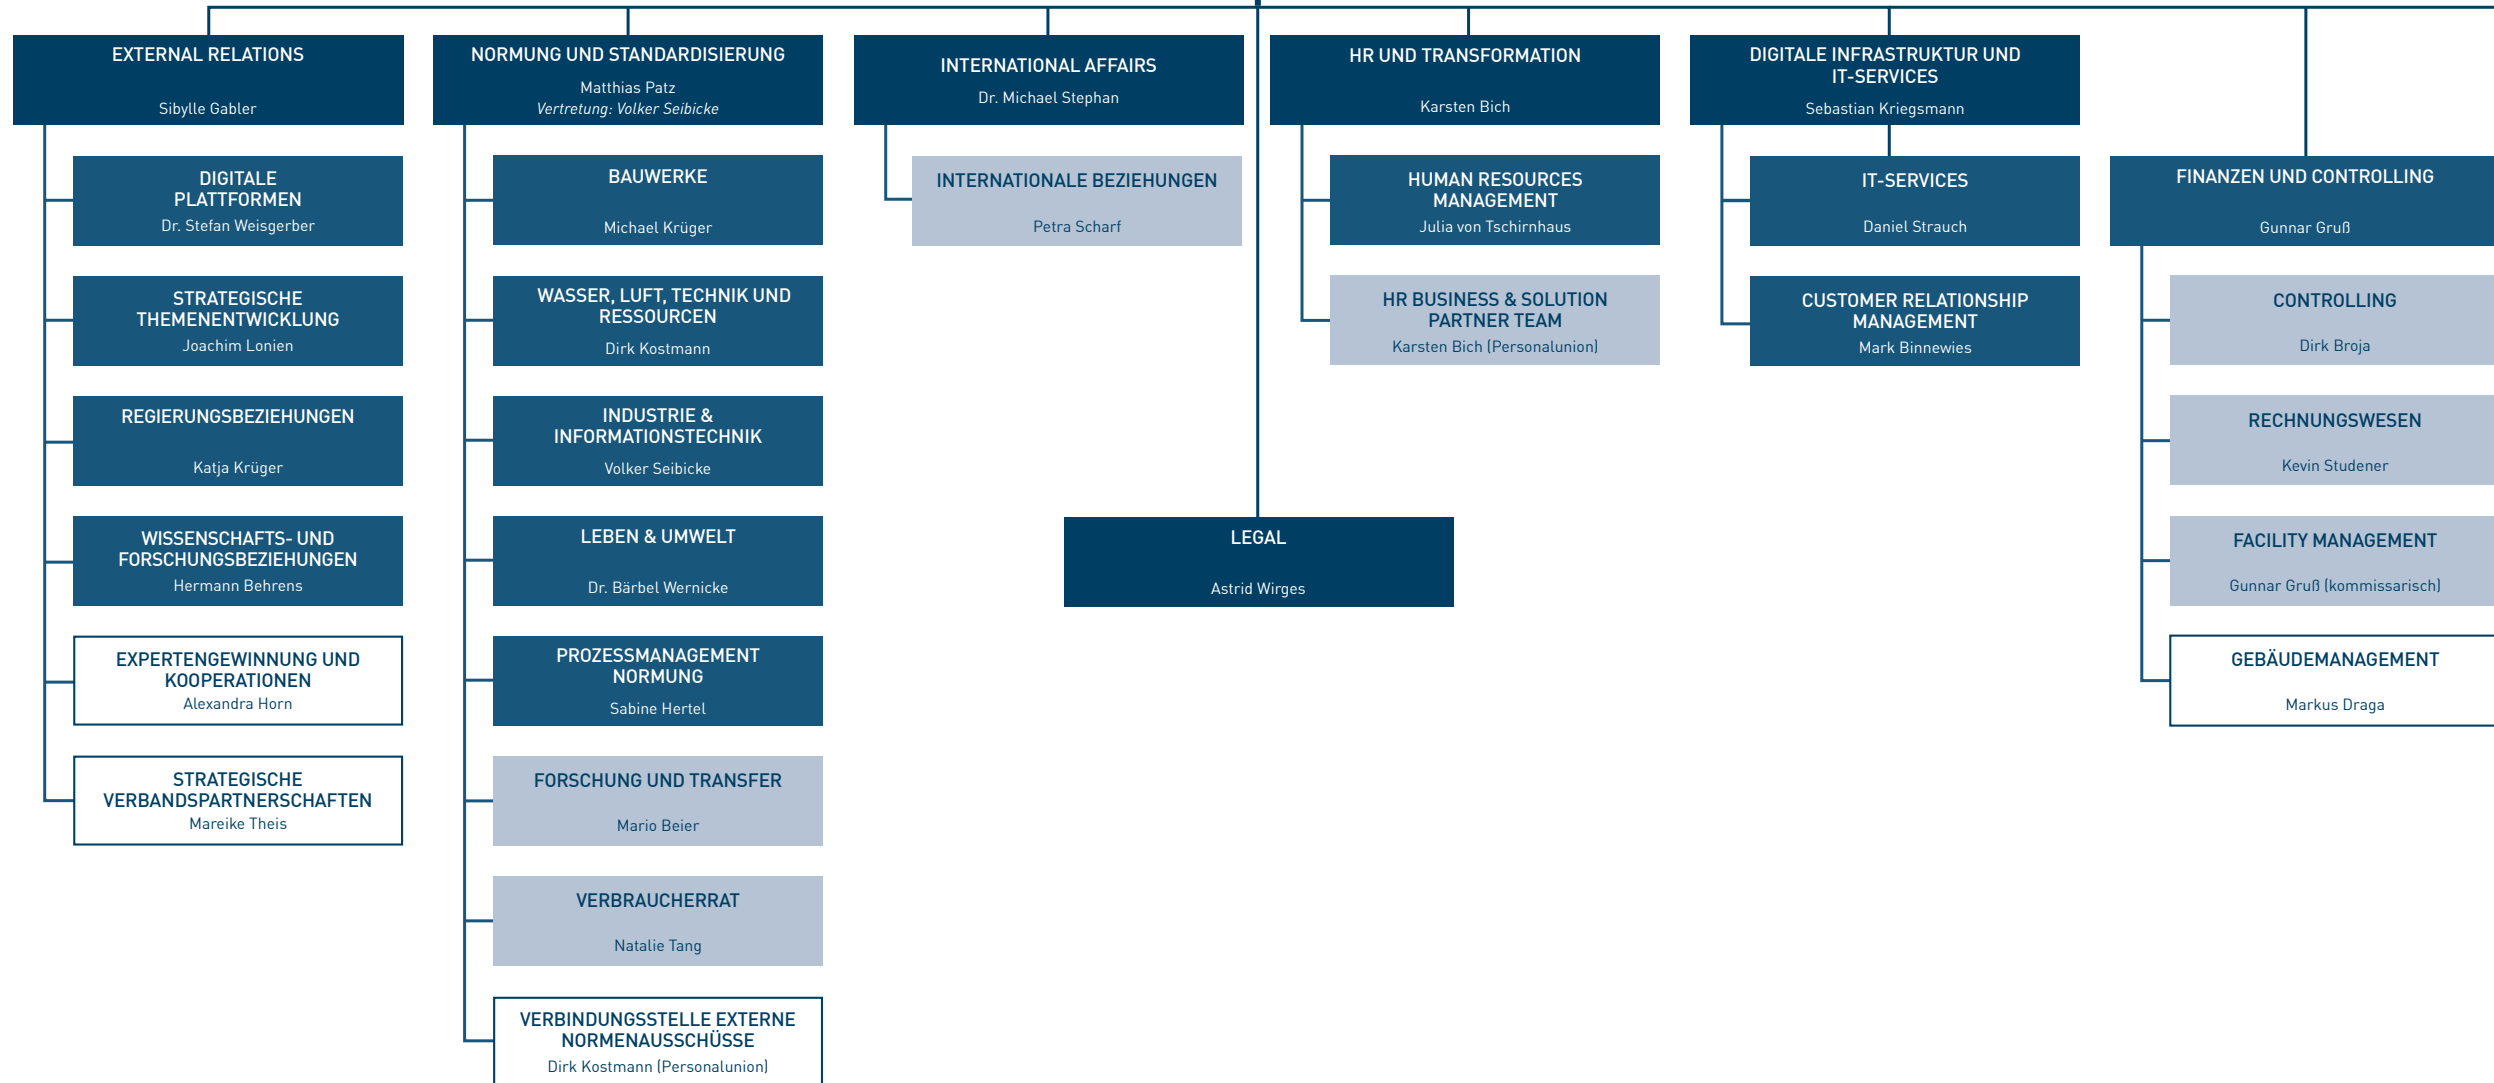 EXTERNAL RELATIONS
Sibylle Gabler
DIGITALE
PLATTFORMEN
Dr. Stefan Weisgerber
STRATEGISCHE
THEMENENTWICKLUNG
Joachim Lonien
REGIERUNGSBEZIEHUNGEN
Katja Krüger
WISSENSCHAFTS- UND
FORSCHUNGSBEZIEHUNGEN
Hermann Behrens
EXPERTENGEWINNUNG UND
KOOPERATIONEN
Alexandra Horn
STRATEGISCHE
VERBANDSPARTNERSCHAFTEN
Mareike Theis
NORMUNG UND STANDARDISIERUNG
Matthias Patz
Vertretung: Volker Seibicke
BAUWERKE
Michael Krüger
WASSER, LUFT, TECHNIK UND
RESSOURCEN
Dirk Kostmann
INDUSTRIE &
INFORMATIONSTECHNIK
Volker Seibicke
LEBEN & UMWELT
Dr. Bärbel Wernicke
PROZESSMANAGEMENT
NORMUNG
Sabine Hertel
FORSCHUNG UND TRANSFER
Mario Beier
VERBRAUCHERRAT
Natalie Tang
VERBINDUNGSSTELLE EXTERNE
NORMENAUSSCHÜSSE
Dirk Kostmann (Personalunion)
INTERNATIONAL AFFAIRS
Dr. Michael Stephan
INTERNATIONALE BEZIEHUNGEN
Petra Scharf
LEGAL
Astrid Wirges
HR UND TRANSFORMATION
Karsten Bich
HUMAN RESOURCES
MANAGEMENT
Julia von Tschirnhaus
HR BUSINESS & SOLUTION
PARTNER TEAM
Karsten Bich (Personalunion)
DIGITALE INFRASTRUKTUR UND
IT-SERVICES
Sebastian Kriegsmann
IT-SERVICES
Daniel Strauch
CUSTOMER RELATIONSHIP
MANAGEMENT
Mark Binnewies
FINANZEN UND CONTROLLING
Gunnar Gruß
CONTROLLING
Dirk Broja
RECHNUNGSWESEN
Kevin Studener
FACILITY MANAGEMENT
Gunnar Gruß (kommissarisch)
GEBÄUDEMANAGEMENT
Markus Draga